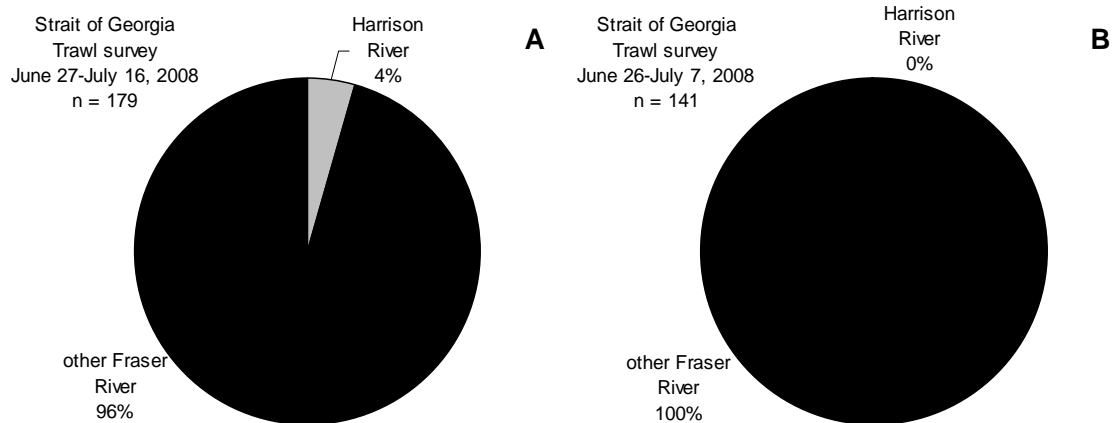 Strait of Georgia
Trawl survey
June 27-July 16, 2008
n = 179
Harrison
River
4%
A
other Fraser
River
96%
Strait of Georgia
Trawl survey
June 26-July 7, 2008
n = 141
Harrison
River
0%
B
other Fraser
River
100%